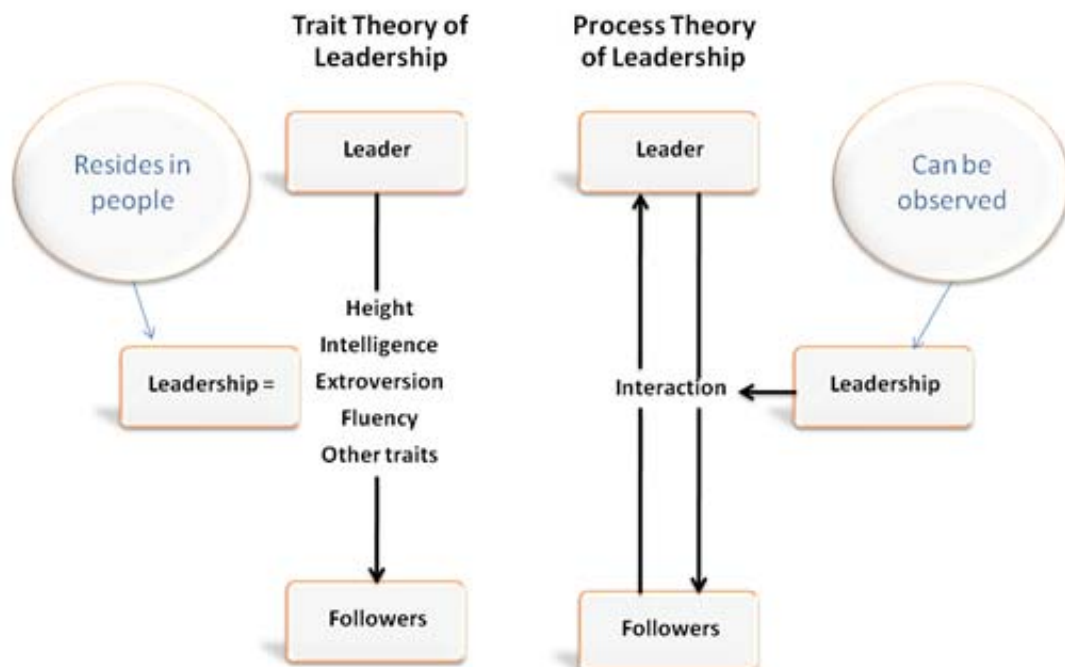 Trait Theory of
Leadership
Resides in
people
Leader
Leadership =
Height
Intelligence
Extroversion
Fluency
Other traits
Followers
Process Theory
of Leadership
Leader
Can be
observed
Interaction
Leadership
Followers